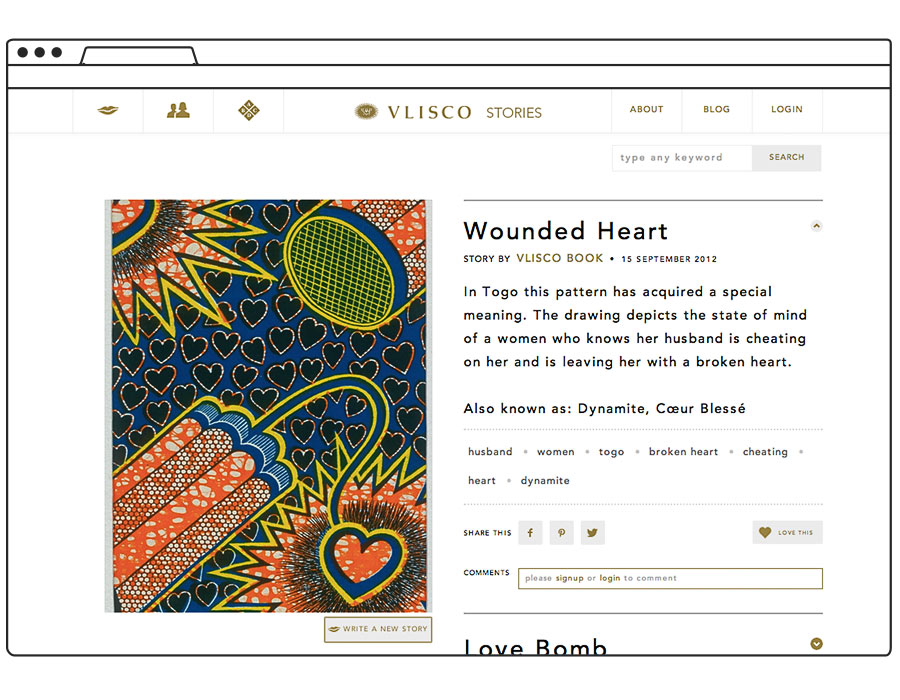 VLISCO STORIES
ABOUT
BLOG
LOGIN
type any keyword
SEARCH
Wounded Heart
STORY BY VLISCO BOOK • 15 SEPTEMBER 2012
In Togo this pattern has acquired a special
meaning. The drawing depicts the state of mind
of a women who knows her husband is cheating
on her and is leaving her with a broken heart.
Also known as: Dynamite, Cœur Blessé
husband • women • togo • broken heart • cheating •
heart • dynamite
SHARE THIS
LOVE THIS
COMMENTS
please signup or login to comment
WRITE A NEW STORY
Love Bomb